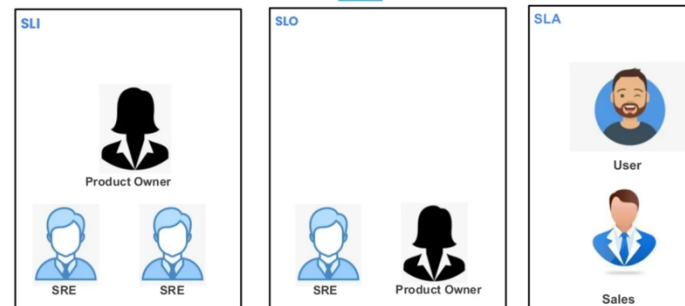 SLI
Product Owner
SRE
SRE
SLO
SRE
Product Owner
SLA
User
Sales